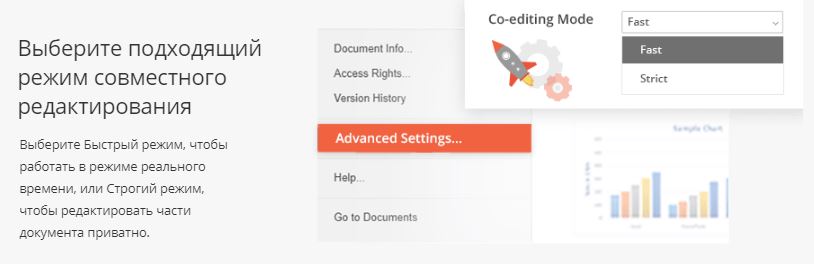 Выберите подходящий
режим совместного
редактирования
Выберите Быстрый режим, чтобы
работать в режиме реального
времени, или Строгий режим,
чтобы редактировать части
документа приватно.
Document Info...
Access Rights...
Version History
Advanced Settings...
Help...
Go to Documents
Co-editing Mode
Fast
Fast
Strict
Sample Chart